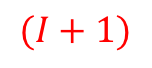 (I + 1)